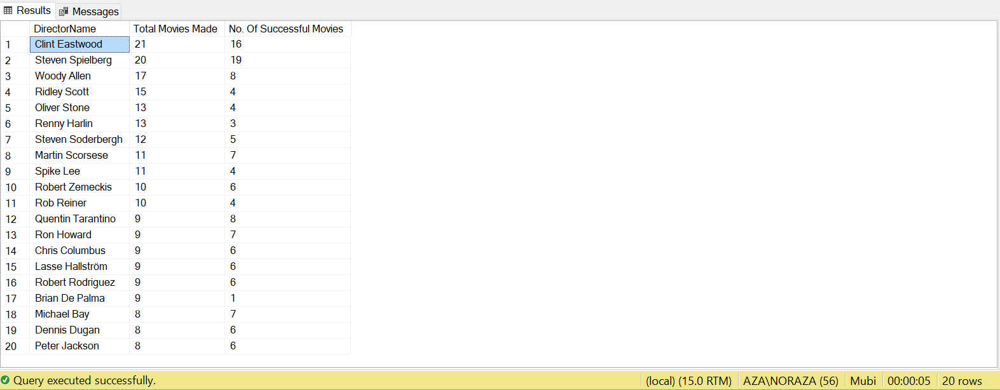 Results Messages
DirectorName Total Movies Made No. Of Successful Movies
1 Clint Eastwood 21 16
2 Steven Spielberg 20 19
3 Woody Allen 17 8
4 Ridley Scott 15 4
5 Oliver Stone 13 4
6 Renny Harlin 13 3
7 Steven Soderbergh 12 5
8 Martin Scorsese 11 7
9 Spike Lee 11 4
10 Robert Zemeckis 10 6
11 Rob Reiner 10 4
12 Quentin Tarantino 9 8
13 Ron Howard 9 7
14 Chris Columbus 9 6
15 Lasse Hallström 9 6
16 Robert Rodriguez 9 6
17 Brian De Palma 9 1
18 Michael Bay 8 7
19 Dennis Dugan 8 6
20 Peter Jackson 8 6
Query executed successfully. (local) (15.0 RTM) AZA\NORAZA (56) Mubi 00:00:05 20 rows